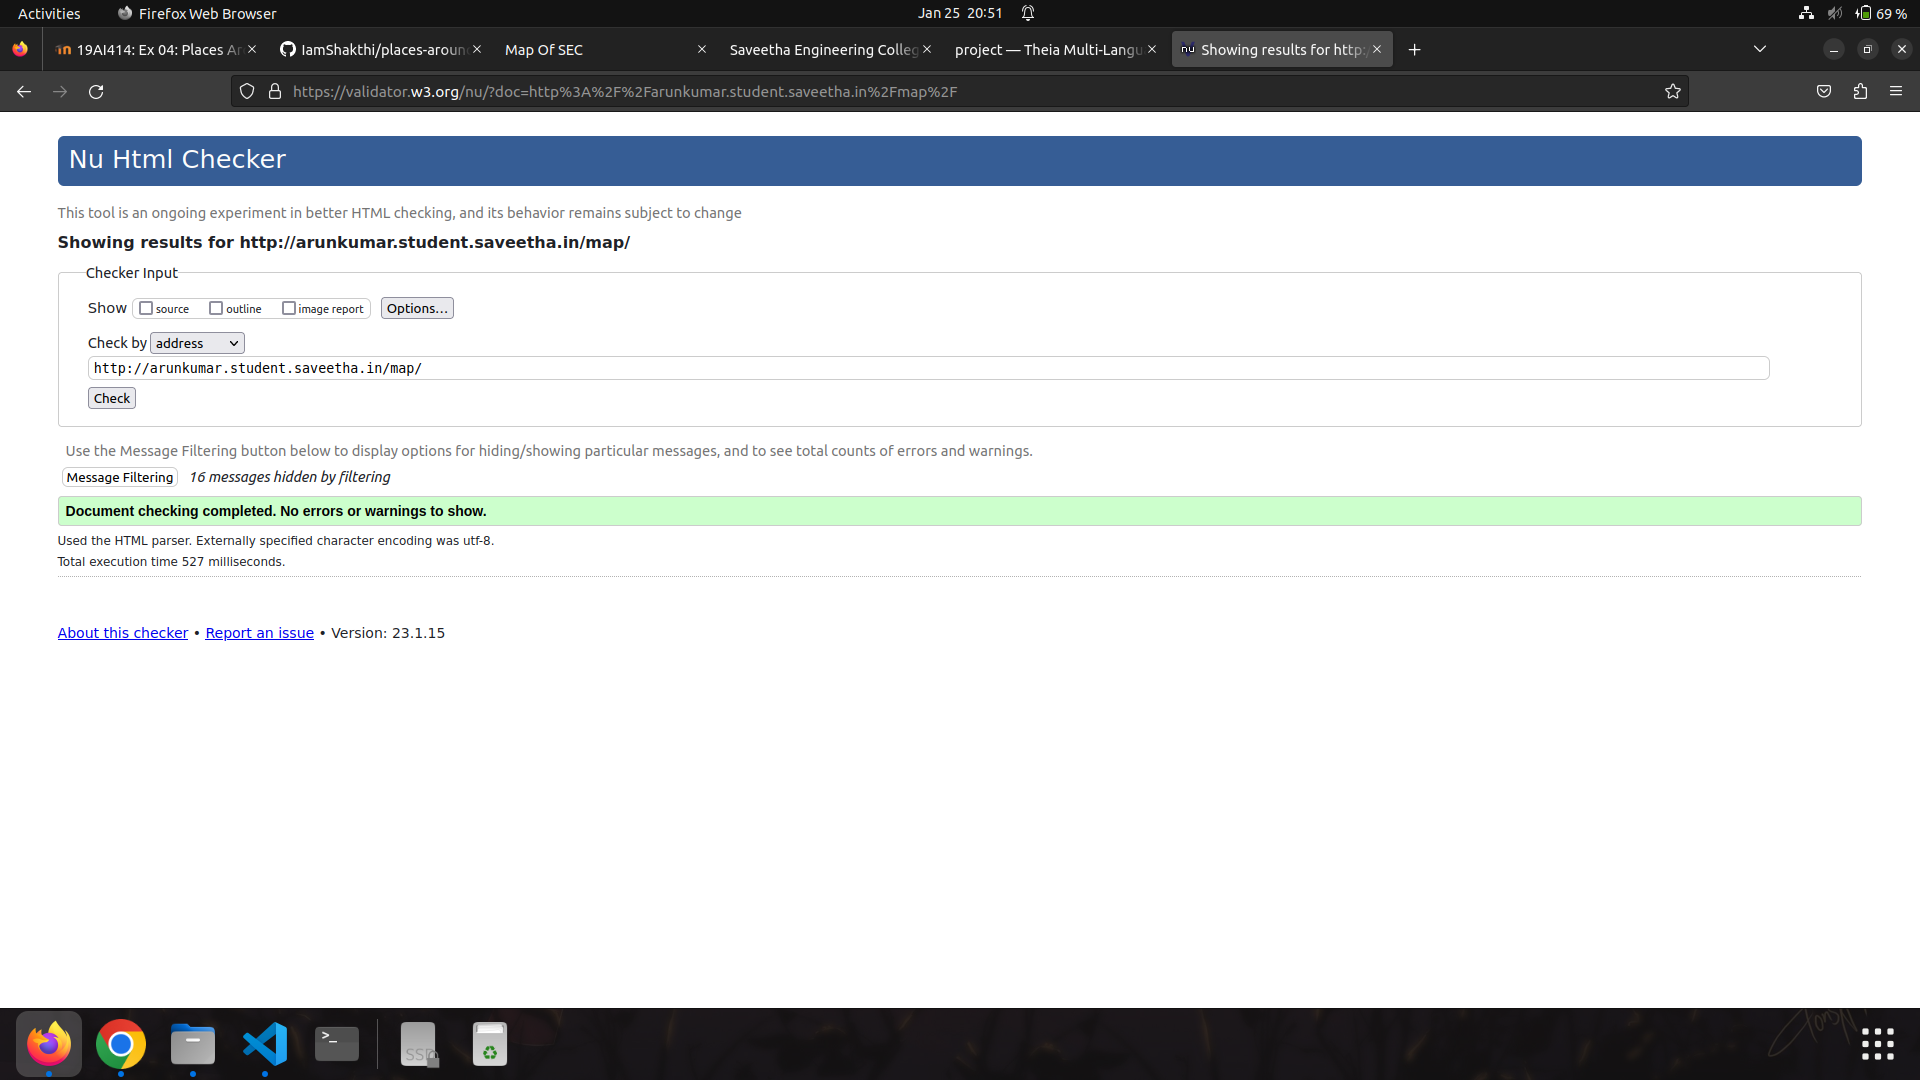 Activities Firefox Web Browser Jan 25 20:51 69 %
19AI414: Ex 04: Places Ar IamShakthi/places-aroun Map Of SEC Saveetha Engineering Colleg project — Theia Multi-Langu nu Showing results for http:/
https://validator.w3.org/nu/?doc=http%3A%2F%2Farunkumar.student.saveetha.in%2Fmap%2F
Nu Html Checker
This tool is an ongoing experiment in better HTML checking, and its behavior remains subject to change
Showing results for http://arunkumar.student.saveetha.in/map/
Checker Input
Show source outline image report Options...
Check by address
http://arunkumar.student.saveetha.in/map/
Check
Use the Message Filtering button below to display options for hiding/showing particular messages, and to see total counts of errors and warnings.
Message Filtering 16 messages hidden by filtering
Document checking completed. No errors or warnings to show.
Used the HTML parser. Externally specified character encoding was utf-8.
Total execution time 527 milliseconds.
About this checker • Report an issue • Version: 23.1.15
>_ SSD